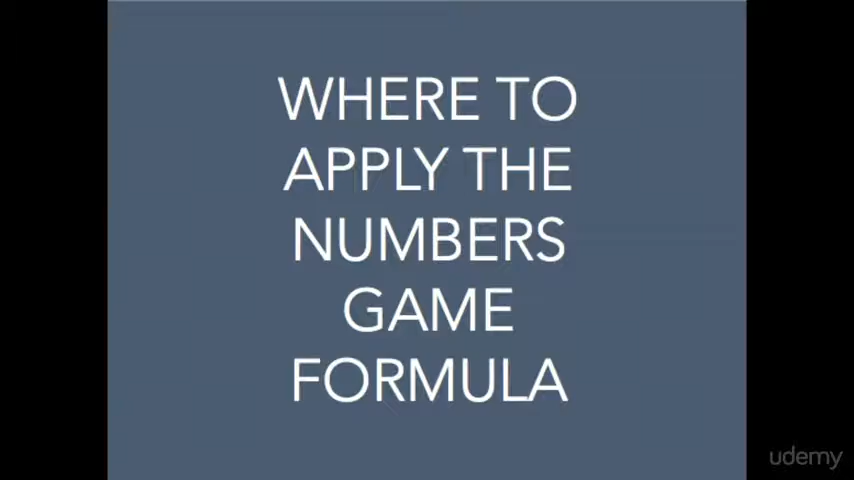 WHERE TO
APPLY THE
NUMBERS
GAME
FORMULA
udemy